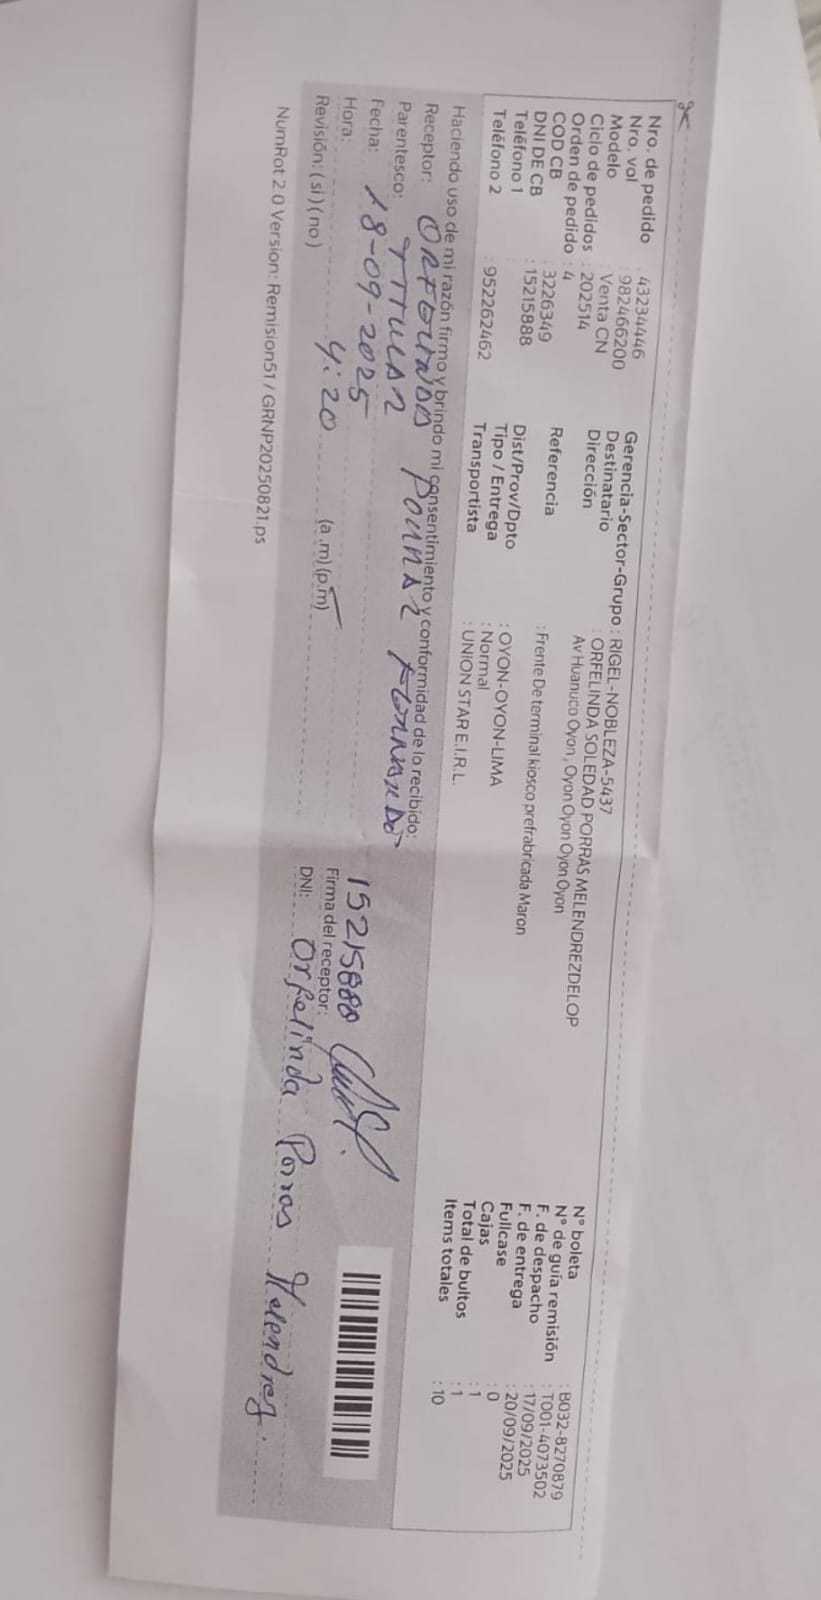 Nro. de pedido : 43234446
Nro. vol : 982466200
Modelo : Venta CN
Ciclo de pedidos : 202514
Orden de pedido : 4
COD CB : 3226349
DNI DE CB : 15215888
Teléfono 1 :
Teléfono 2 : 952262462
Gerencia-Sector-Grupo : RIGEL-NOBLEZA-5437
Destinatario : ORFELINDA SOLEDAD PORRAS MELENDREZDELOP
Dirección : Av Huanuco Oyon , Oyon Oyon Oyon Oyon
Referencia : Frente De terminal kiosco prefrabricada Maron
Dist/Prov/Dpto : OYON-OYON-LIMA
Tipo / Entrega : Normal
Transportista : UNION STAR E.I.R.L.
N° boleta : B032-8270879
N° de guía remisión : T001-4073502
F. de despacho : 17/09/2025
F. de entrega : 20/09/2025
Fullcase : 0
Cajas : 1
Total de bultos : 1
Items totales : 10
Haciendo uso de mi razón firmo y brindo mi consentimiento y conformidad de lo recibido:
Receptor:
Parentesco: TITULAR
Fecha: 18-09-2025
Hora: 4:20 (a.m) (p.m)
Revisión: (si) (no)
15215888
Firma del receptor:
DNI: Orfelinda Porras Melendrez.
NumRot 2.0 Version: Remision51 / GRNP20250821.ps